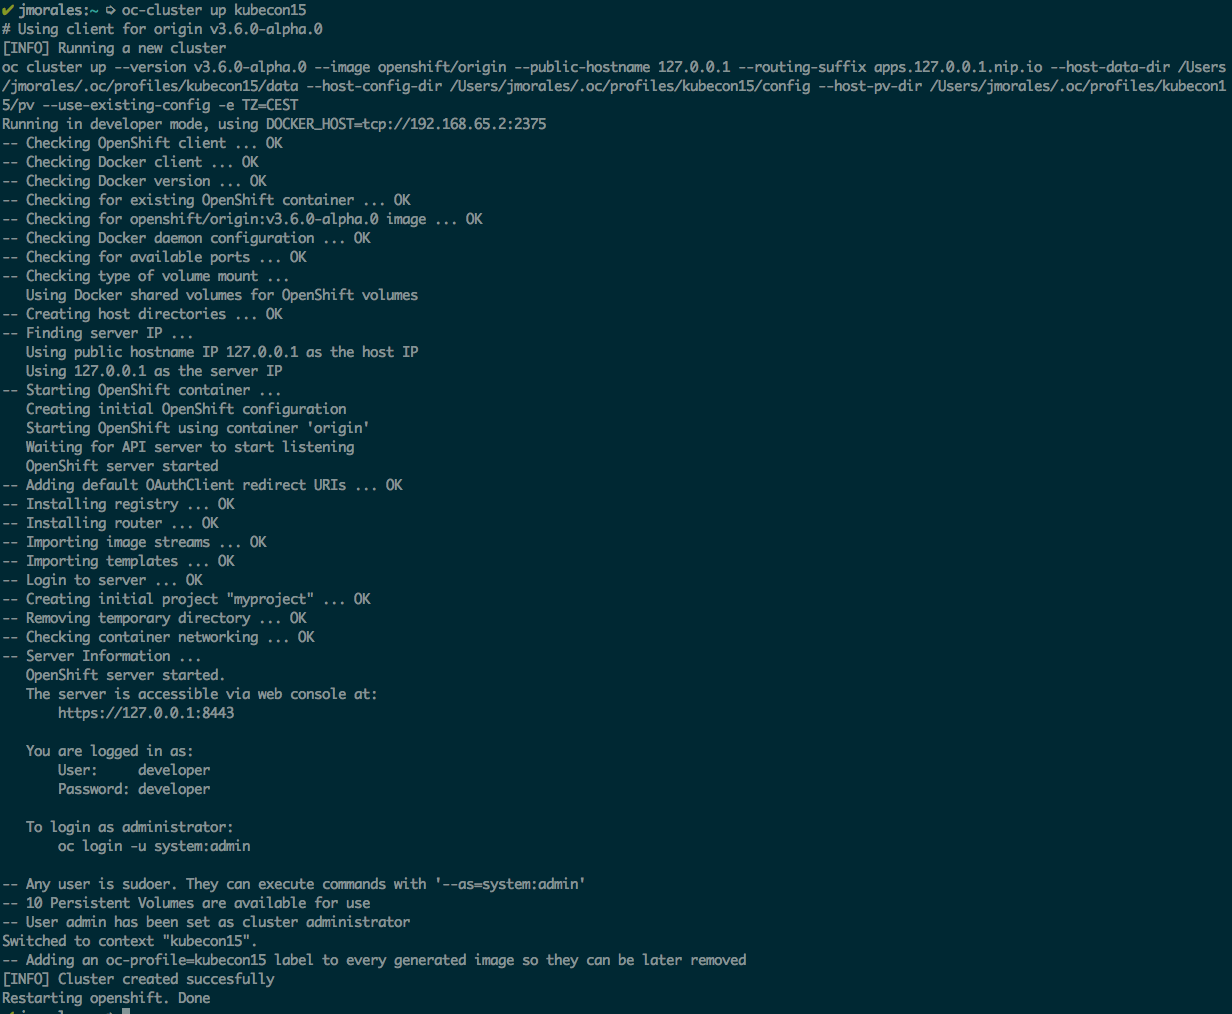 ✔ jmorales:~ ➩ oc-cluster up kubecon15
# Using client for origin v3.6.0-alpha.0
[INFO] Running a new cluster
oc cluster up --version v3.6.0-alpha.0 --image openshift/origin --public-hostname 127.0.0.1 --routing-suffix apps.127.0.0.1.nip.io --host-data-dir /Users
/jmorales/.oc/profiles/kubecon15/data --host-config-dir /Users/jmorales/.oc/profiles/kubecon15/config --host-pv-dir /Users/jmorales/.oc/profiles/kubecon1
5/pv --use-existing-config -e TZ=CEST
Running in developer mode, using DOCKER_HOST=tcp://192.168.65.2:2375
-- Checking OpenShift client ... OK
-- Checking Docker client ... OK
-- Checking Docker version ... OK
-- Checking for existing OpenShift container ... OK
-- Checking for openshift/origin:v3.6.0-alpha.0 image ... OK
-- Checking Docker daemon configuration ... OK
-- Checking for available ports ... OK
-- Checking type of volume mount ...
   Using Docker shared volumes for OpenShift volumes
-- Creating host directories ... OK
-- Finding server IP ...
   Using public hostname IP 127.0.0.1 as the host IP
   Using 127.0.0.1 as the server IP
-- Starting OpenShift container ...
   Creating initial OpenShift configuration
   Starting OpenShift using container 'origin'
   Waiting for API server to start listening
   OpenShift server started
-- Adding default OAuthClient redirect URIs ... OK
-- Installing registry ... OK
-- Installing router ... OK
-- Importing image streams ... OK
-- Importing templates ... OK
-- Login to server ... OK
-- Creating initial project "myproject" ... OK
-- Removing temporary directory ... OK
-- Checking container networking ... OK
-- Server Information ...
   OpenShift server started.
   The server is accessible via web console at:
       https://127.0.0.1:8443

   You are logged in as:
       User:     developer
       Password: developer

   To login as administrator:
       oc login -u system:admin

-- Any user is sudoer. They can execute commands with '--as=system:admin'
-- 10 Persistent Volumes are available for use
-- User admin has been set as cluster administrator
Switched to context "kubecon15".
-- Adding an oc-profile=kubecon15 label to every generated image so they can be later removed
[INFO] Cluster created succesfully
Restarting openshift. Done